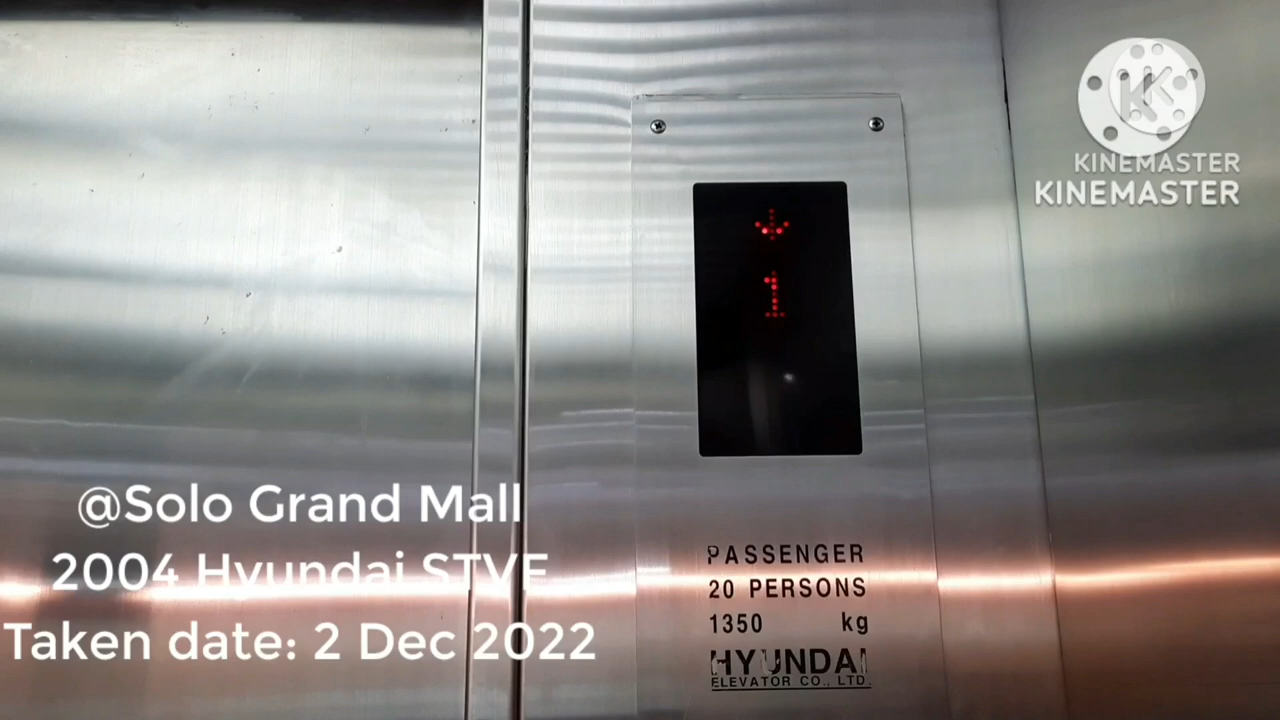 KINEMASTER
KINEMASTER
1
@Solo Grand Mall
2004 Hyundai STVF
Taken date: 2 Dec 2022
PASSENGER
20 PERSONS
1350 kg
HYUNDAI
ELEVATOR CO., LTD.